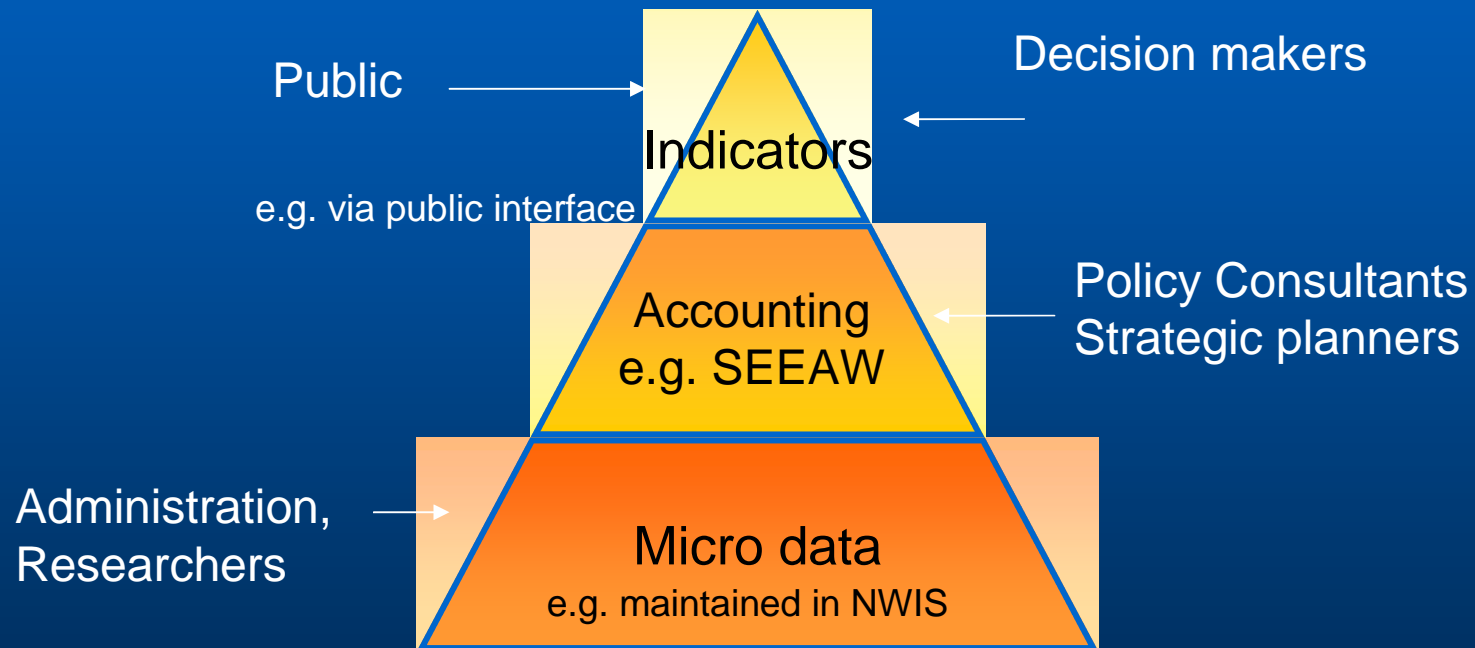 Public
Decision makers
Indicators
e.g. via public interface
Accounting
e.g. SEEAW
Policy Consultants
Strategic planners
Administration,
Researchers
Micro data
e.g. maintained in NWIS